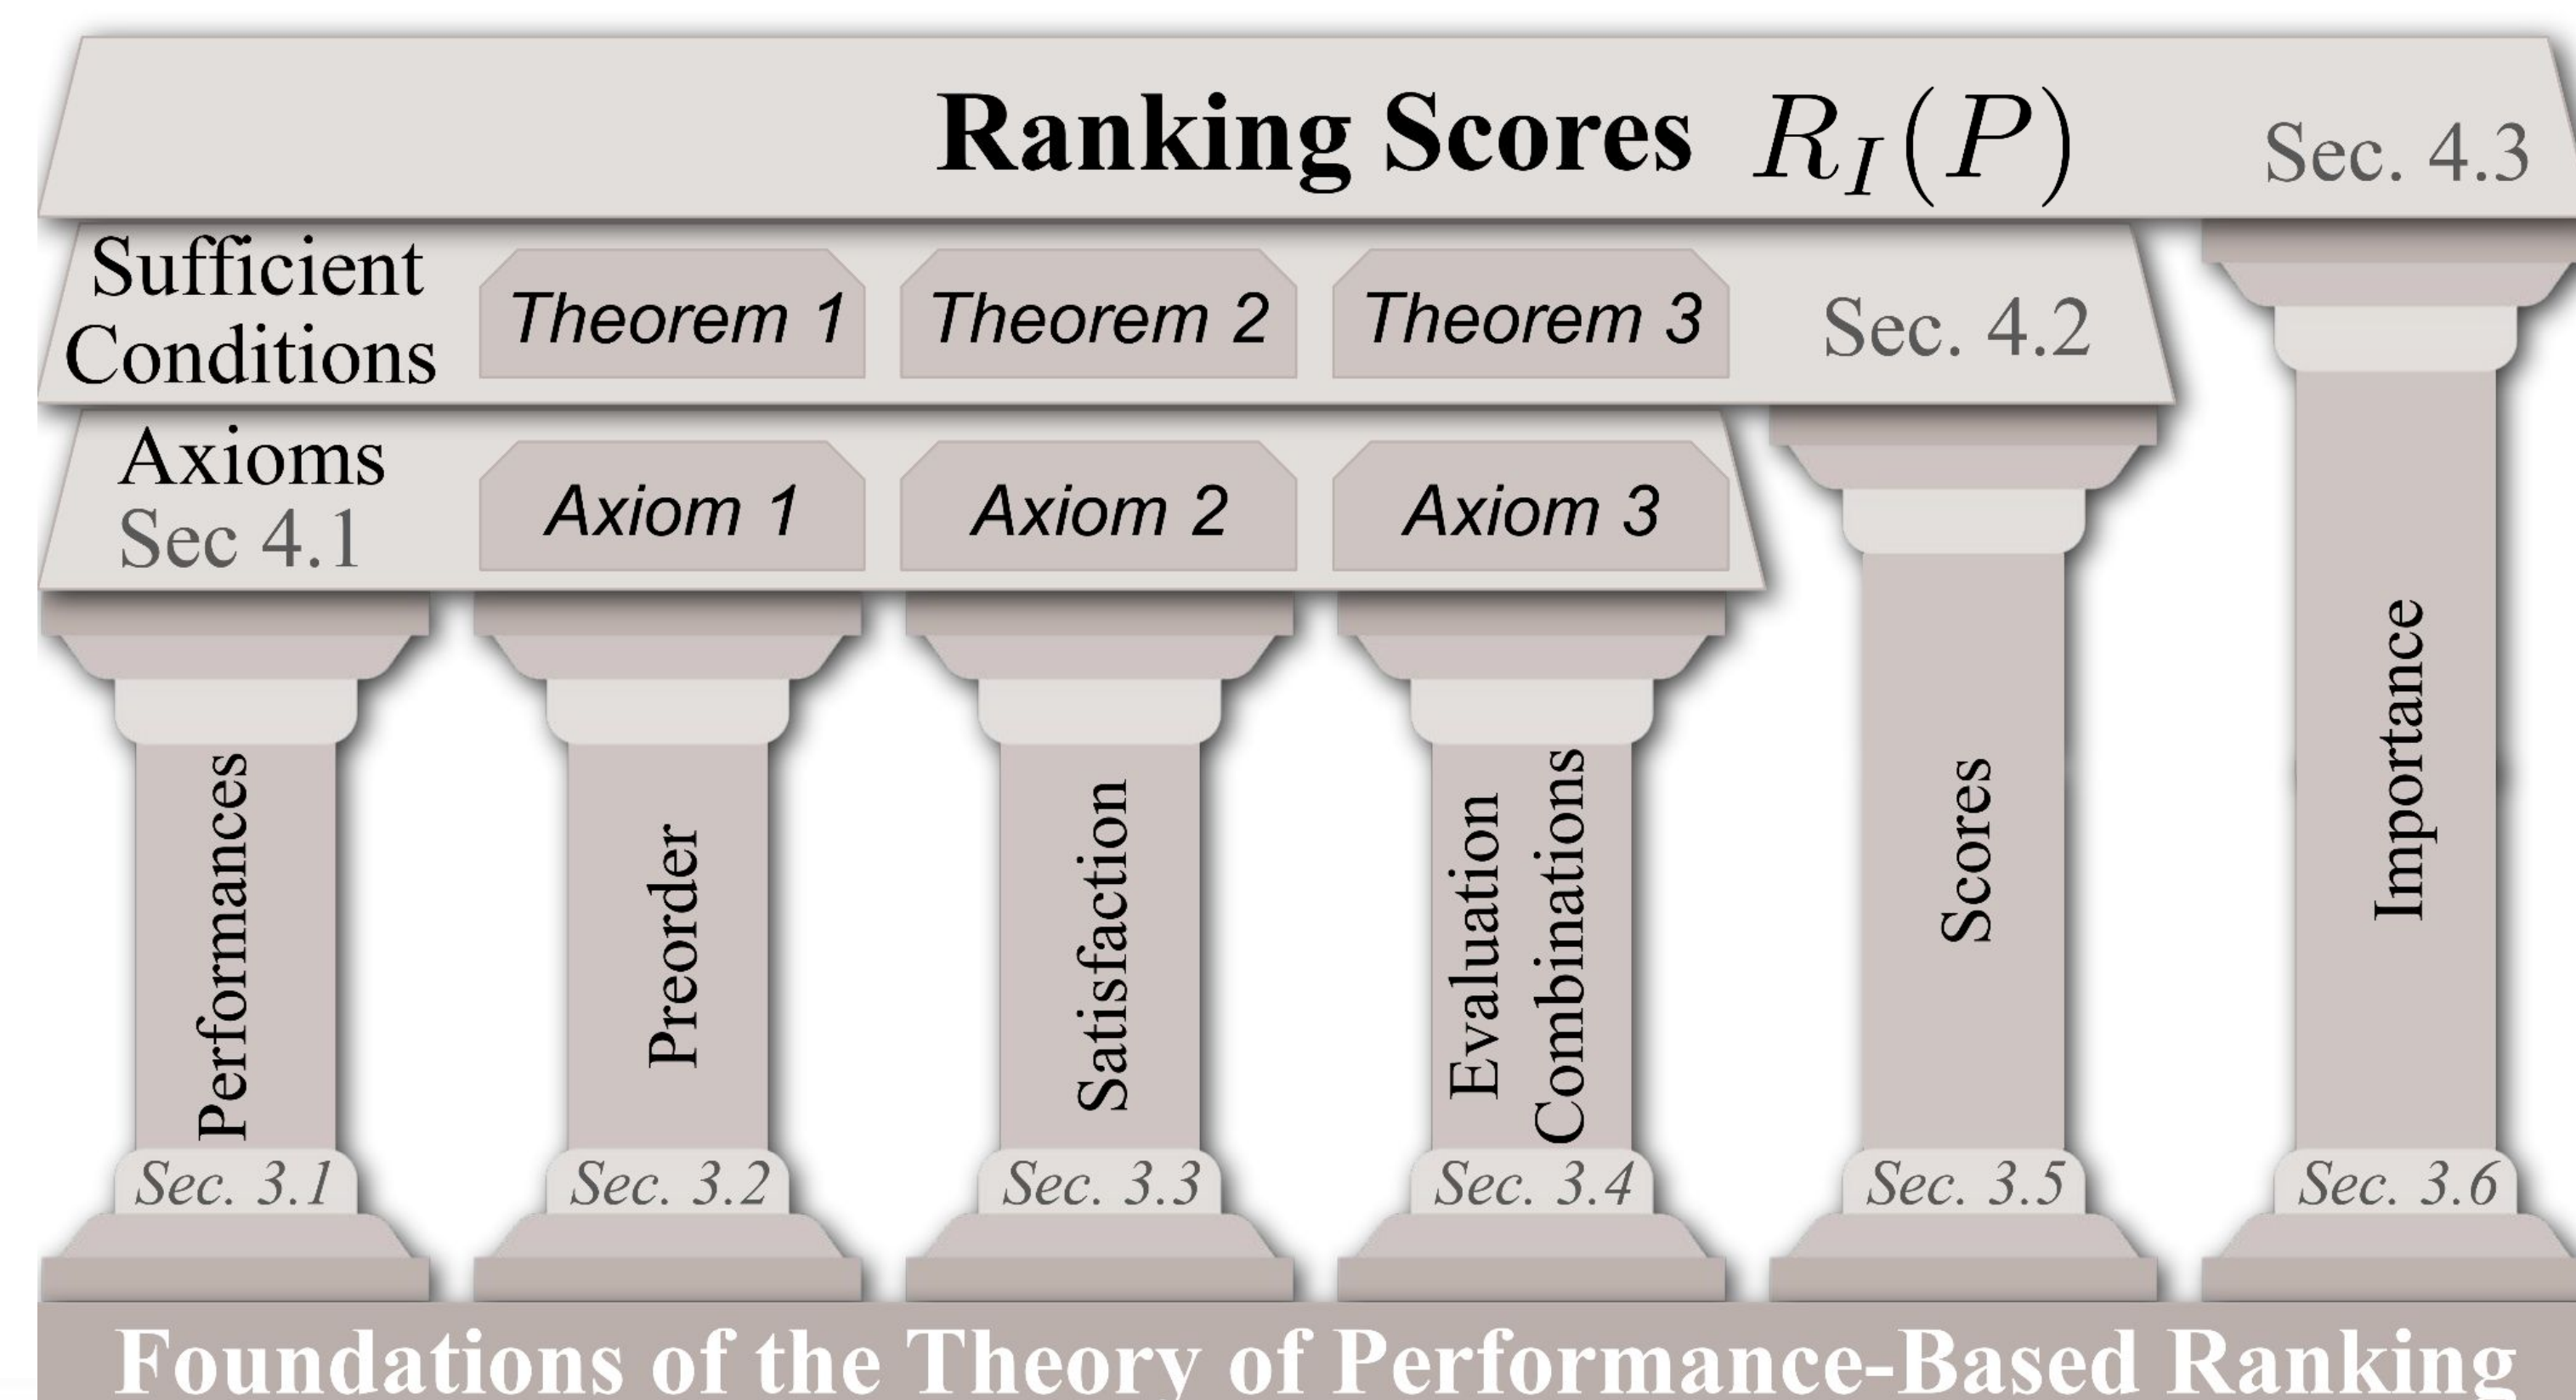 Ranking Scores R_I(P) Sec. 4.3
Sufficient
Conditions
Theorem 1 Theorem 2 Theorem 3 Sec. 4.2
Axioms
Sec 4.1
Axiom 1 Axiom 2 Axiom 3
Performances
Preorder
Satisfaction
Evaluation
Combinations
Scores
Importance
Sec. 3.1 Sec. 3.2 Sec. 3.3 Sec. 3.4 Sec. 3.5 Sec. 3.6
Foundations of the Theory of Performance-Based Ranking